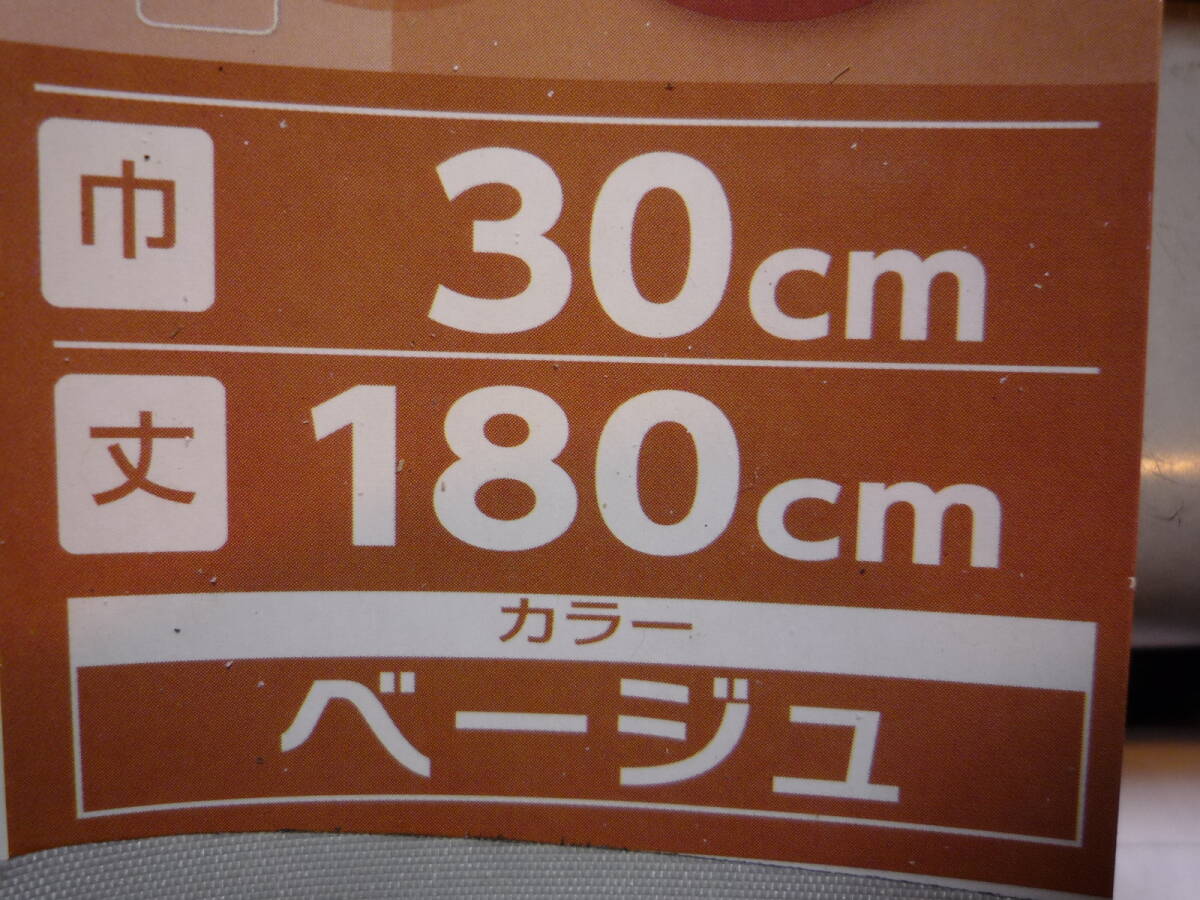 巾 30cm
丈 180cm
カラー
ベージュ